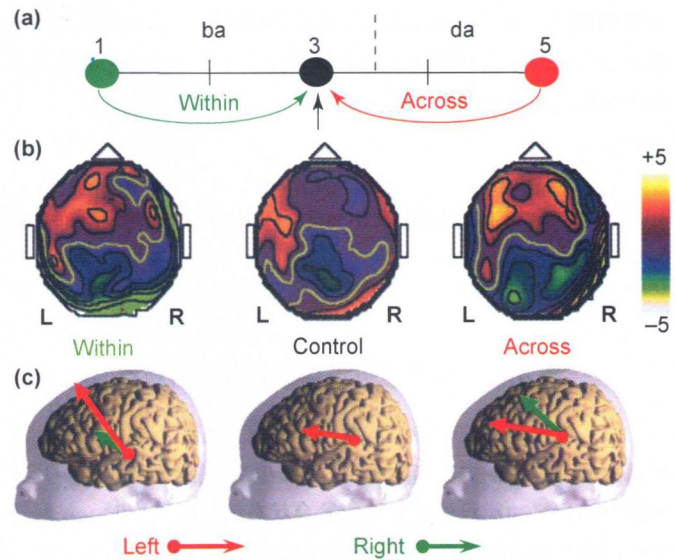 (a)
ba da
1 3 5
Within Across
(b)
+5
–5
L R L R L R
Within Control Across
(c)
Left Right